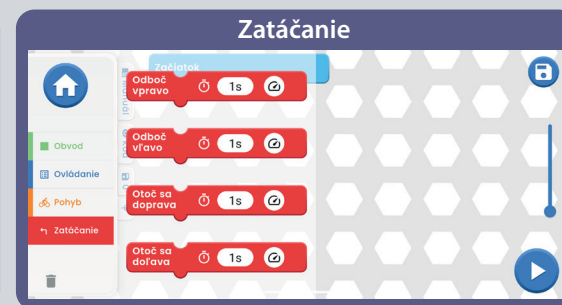 Zatáčanie
Začiatok
Odboč
vpravo
1s
Odboč
vľavo
1s
Obvod
Ovládanie
Pohyb
Zatáčanie
Otoč sa
doprava
1s
Otoč sa
doľava
1s